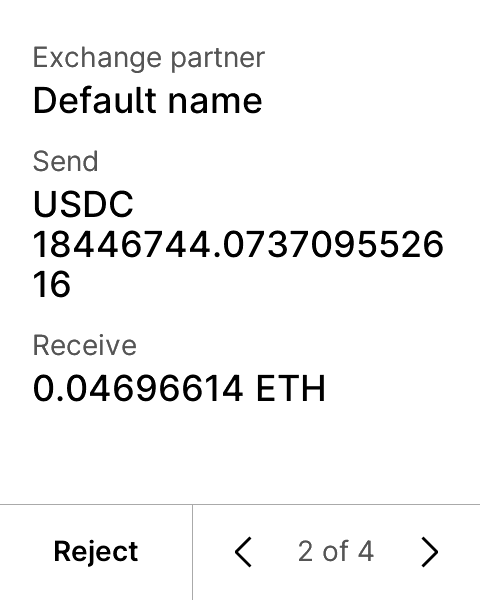 Exchange partner
Default name
Send
USDC
18446744.0737095526
16
Receive
0.04696614 ETH
Reject
2 of 4